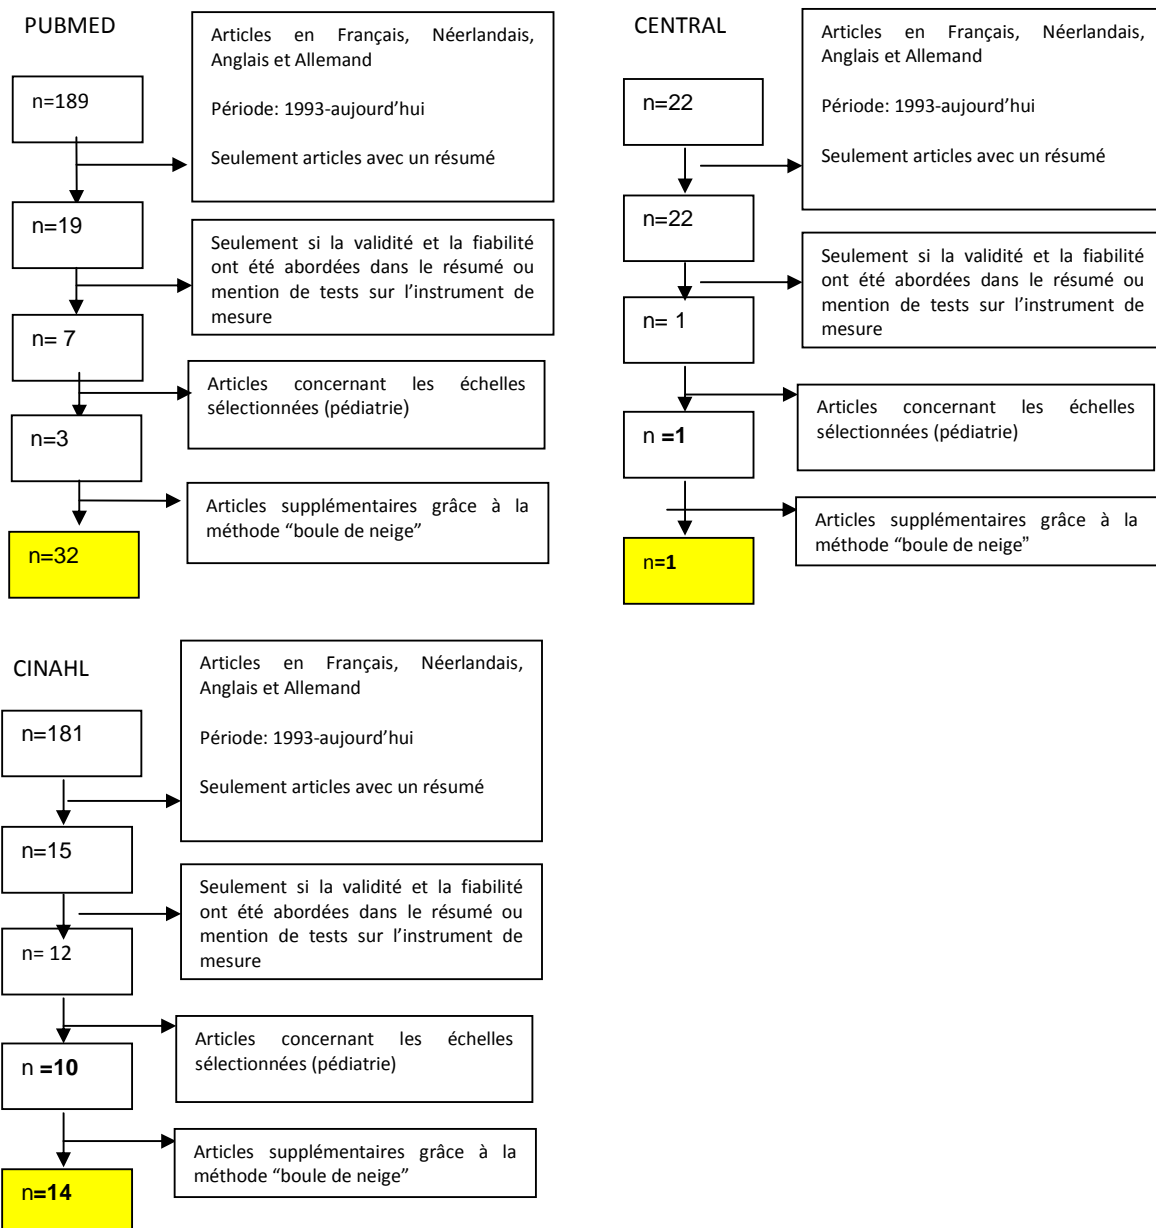 PUBMED
n=189
Articles en Français, Néerlandais,
Anglais et Allemand
Période: 1993-aujourd'hui
Seulement articles avec un résumé
n=19
Seulement si la validité et la fiabilité
ont été abordées dans le résumé ou
mention de tests sur l'instrument de
mesure
n= 7
Articles concernant les échelles
sélectionnées (pédiatrie)
n=3
Articles supplémentaires grâce à la
méthode "boule de neige"
n=32
CENTRAL
n=22
Articles en Français, Néerlandais,
Anglais et Allemand
Période: 1993-aujourd'hui
Seulement articles avec un résumé
n=22
Seulement si la validité et la fiabilité
ont été abordées dans le résumé ou
mention de tests sur l'instrument de
mesure
n= 1
Articles concernant les échelles
sélectionnées (pédiatrie)
n =1
Articles supplémentaires grâce à la
méthode "boule de neige"
n=1
CINAHL
n=181
Articles en Français, Néerlandais,
Anglais et Allemand
Période: 1993-aujourd'hui
Seulement articles avec un résumé
n=15
Seulement si la validité et la fiabilité
ont été abordées dans le résumé ou
mention de tests sur l'instrument de
mesure
n= 12
Articles concernant les échelles
sélectionnées (pédiatrie)
n =10
Articles supplémentaires grâce à la
méthode "boule de neige"
n=14